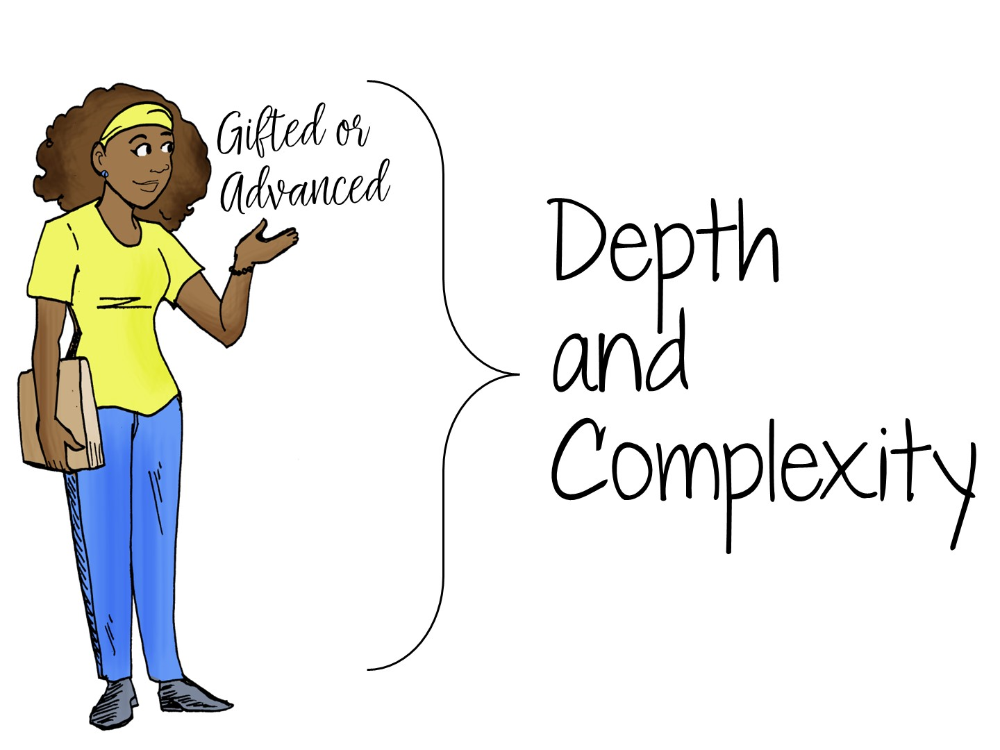 Gifted or
Advanced
Depth
and
Complexity